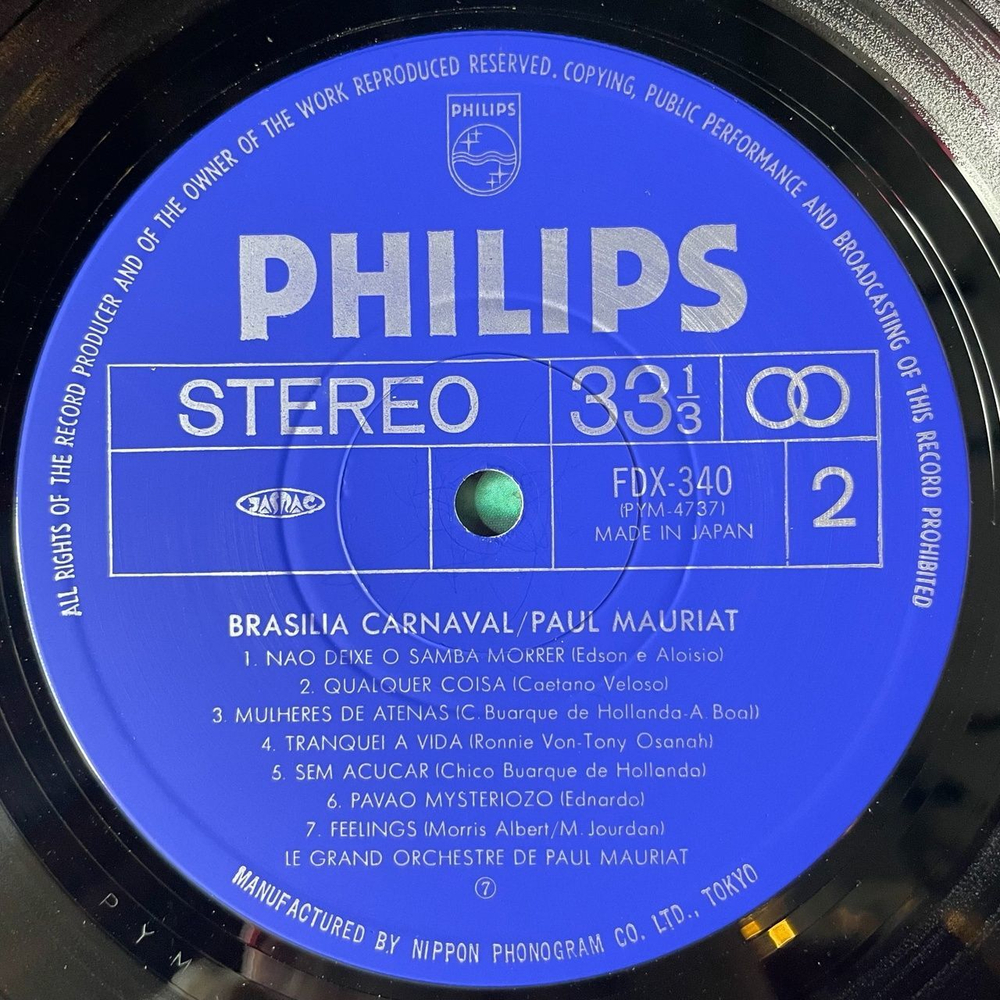 ALL RIGHTS OF THE RECORD PRODUCER AND OF THE OWNER OF THE WORK REPRODUCED RESERVED. COPYING, PUBLIC PERFORMANCE AND BROADCASTING OF THIS RECORD PROHIBITED
PHILIPS
PHILIPS
STEREO 33 1/3
JASRAC FDX-340 2
(PYM-4737)
MADE IN JAPAN
BRASILIA CARNAVAL/PAUL MAURIAT
1. NAO DEIXE O SAMBA MORRER (Edson e Aloisio)
2. QUALQUER COISA (Caetano Veloso)
3. MULHERES DE ATENAS (C. Buarque de Hollanda-A. Boal)
4. TRANQUEI A VIDA (Ronnie Von-Tony Osanah)
5. SEM ACUCAR (Chico Buarque de Hollanda)
6. PAVAO MYSTERIOZO (Ednardo)
7. FEELINGS (Morris Albert/M. Jourdan)
LE GRAND ORCHESTRE DE PAUL MAURIAT
⑦
MANUFACTURED BY NIPPON PHONOGRAM CO. LTD., TOKYO
PYM